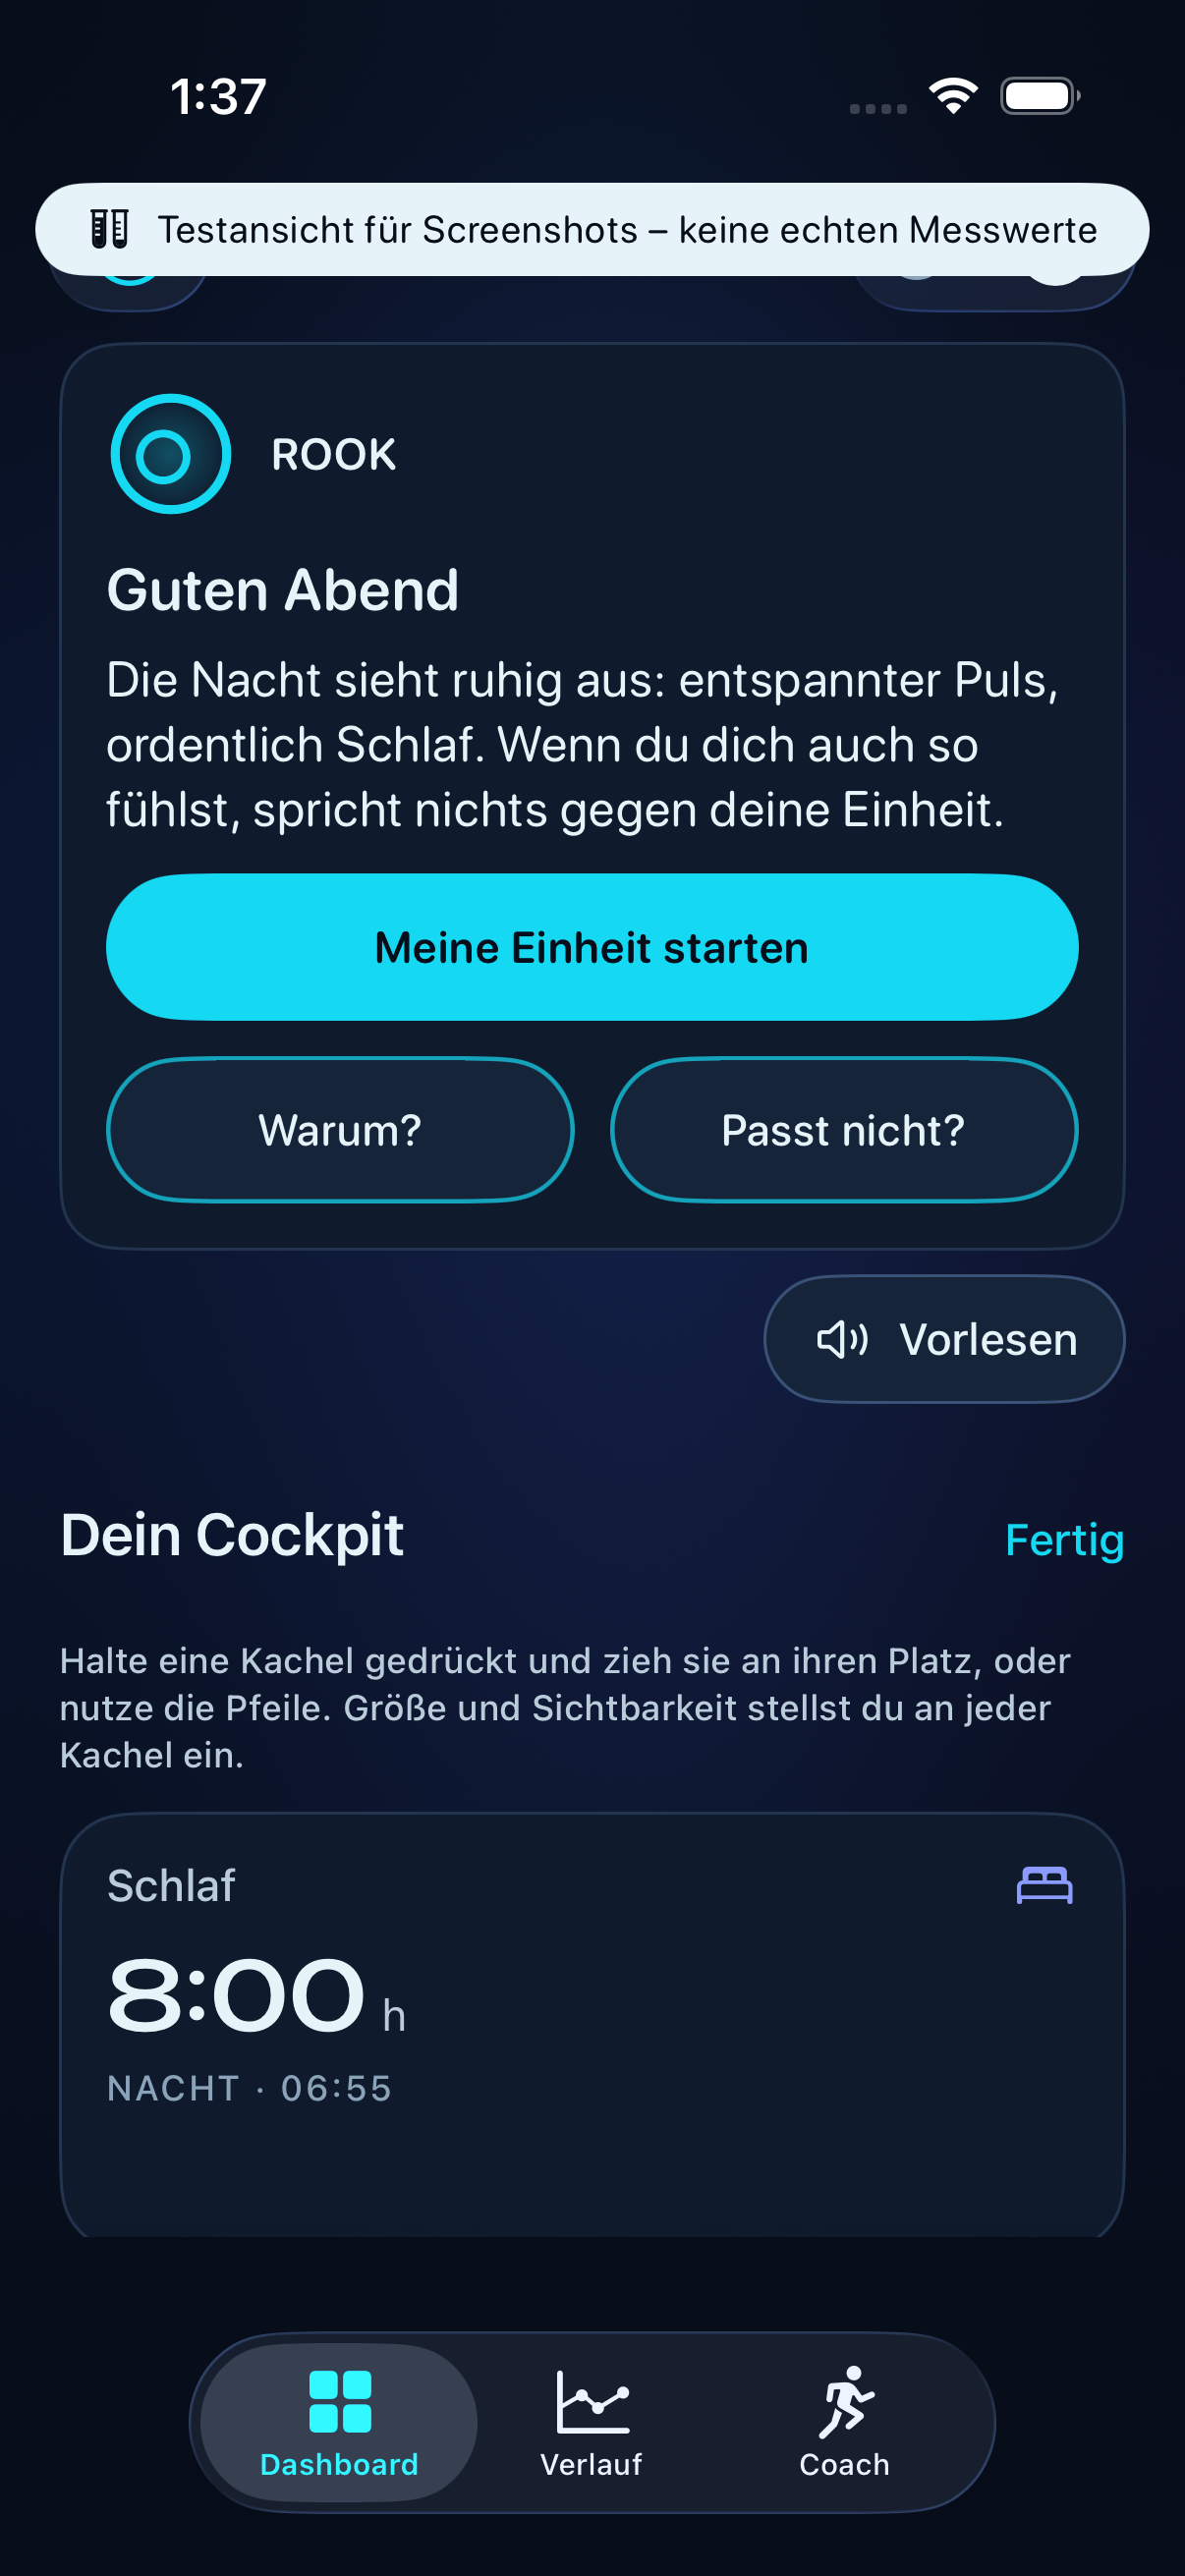 1:37
Testansicht für Screenshots – keine echten Messwerte
ROOK
Guten Abend
Die Nacht sieht ruhig aus: entspannter Puls,
ordentlich Schlaf. Wenn du dich auch so
fühlst, spricht nichts gegen deine Einheit.
Meine Einheit starten
Warum?
Passt nicht?
Vorlesen
Dein Cockpit
Fertig
Halte eine Kachel gedrückt und zieh sie an ihren Platz, oder
nutze die Pfeile. Größe und Sichtbarkeit stellst du an jeder
Kachel ein.
Schlaf
8:00 h
NACHT · 06:55
Dashboard
Verlauf
Coach